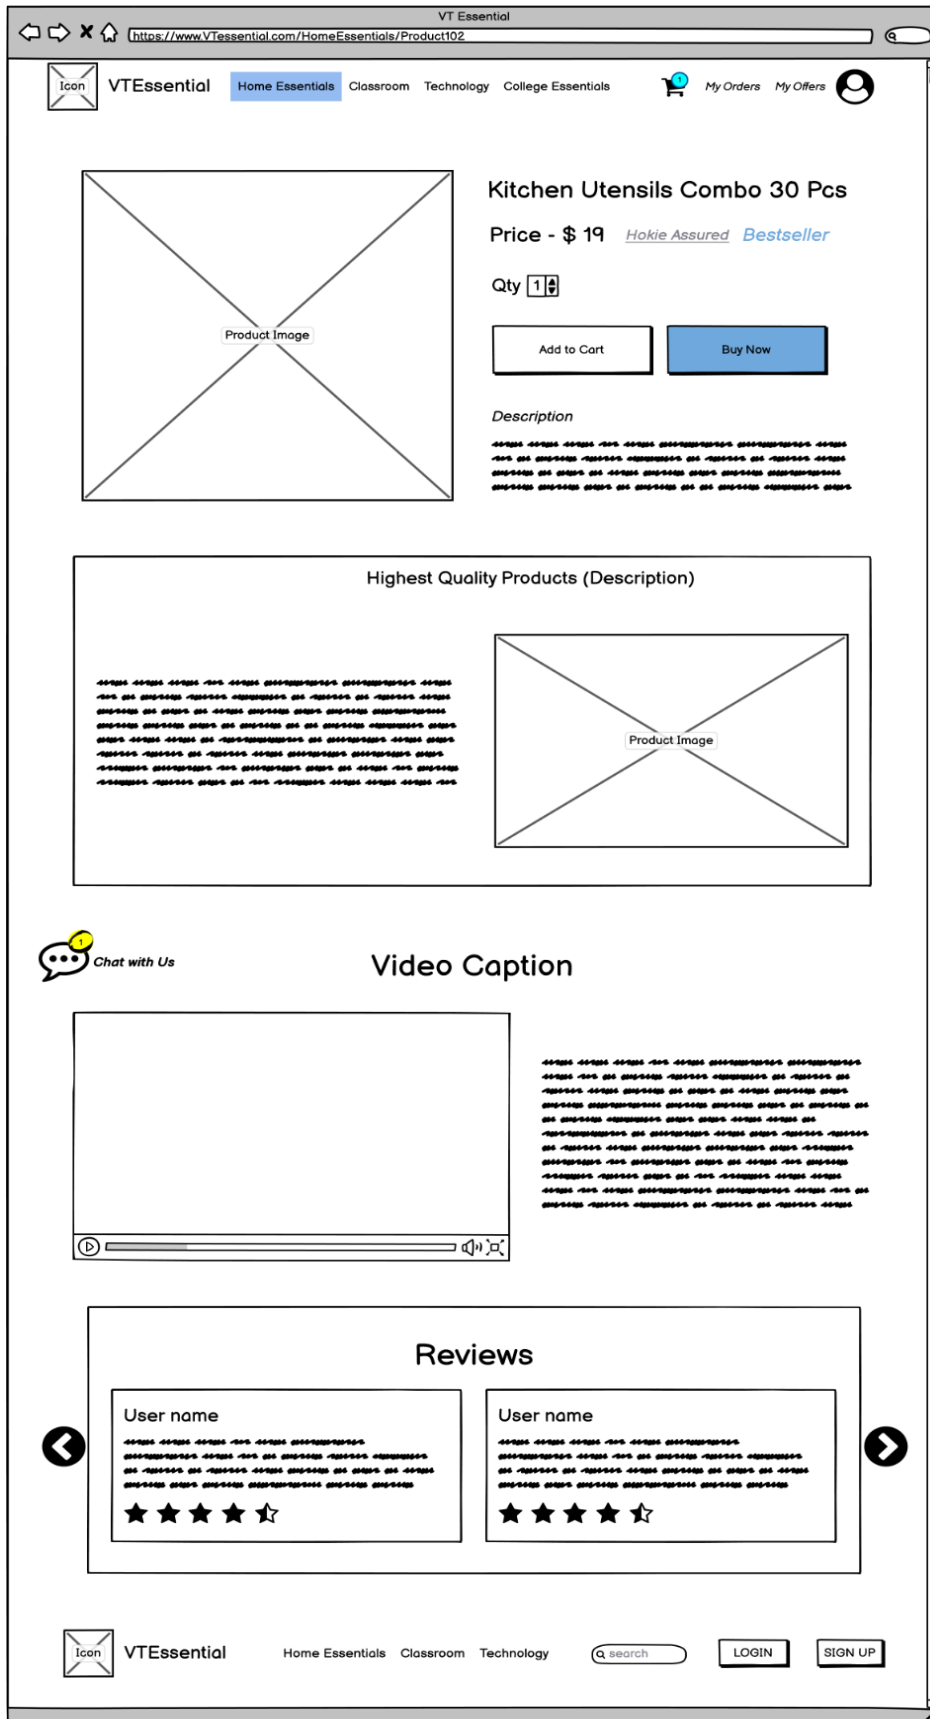 VT Essential
https://www.VTessential.com/HomeEssentials/Product102
Icon VTEssential Home Essentials Classroom Technology College Essentials 1 My Orders My Offers
Kitchen Utensils Combo 30 Pcs
Price - $ 19 Hokie Assured Bestseller
Qty 1
Product Image
Add to Cart Buy Now
Description
Highest Quality Products (Description)
Product Image
1
Chat with Us
Video Caption
Reviews
User name User name
Icon VTEssential Home Essentials Classroom Technology search LOGIN SIGN UP